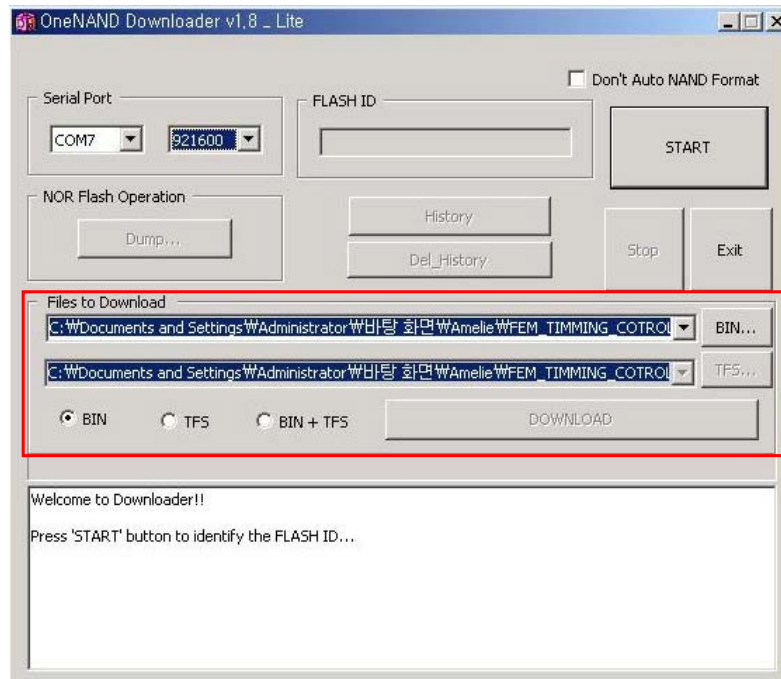 OneNAND Downloader v1,8 _ Lite
Don't Auto NAND Format
Serial Port
FLASH ID
COM7
921600
START
NOR Flash Operation
Dump...
History
Del_History
Stop
Exit
Files to Download
C:₩Documents and Settings₩Administrator₩바탕 화면₩Amelie₩FEM_TIMMING_COTROL
BIN...
C:₩Documents and Settings₩Administrator₩바탕 화면₩Amelie₩FEM_TIMMING_COTROL
TFS...
BIN
TFS
BIN + TFS
DOWNLOAD
Welcome to Downloader!!
Press 'START' button to identify the FLASH ID...